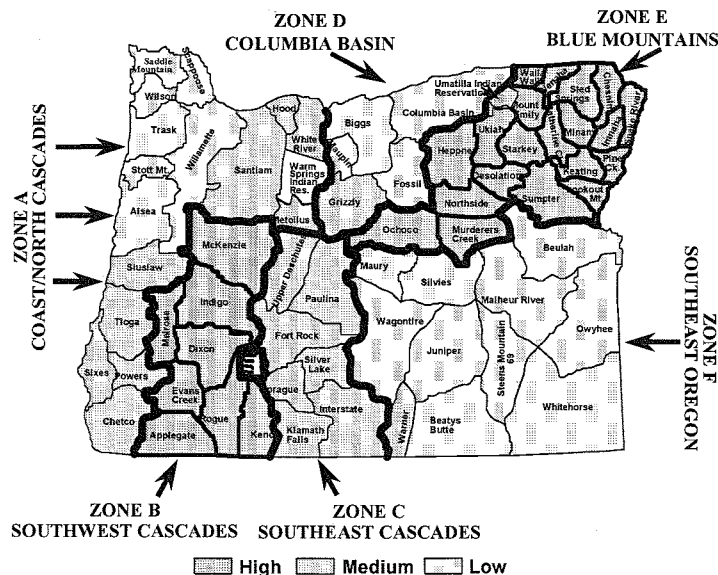 ZONE D
COLUMBIA BASIN
ZONE E
BLUE MOUNTAINS
ZONE A
COAST/NORTH CASCADES
ZONE F
SOUTHEAST OREGON
ZONE B
SOUTHWEST CASCADES
ZONE C
SOUTHEAST CASCADES
Saddle
Mountain
Scappoose
Wilson
Trask
Willamette
Stott Mt.
Alsea
Siuslaw
Tioga
Sixes
Powers
Chetco
Hood
White
River
Santiam
Warm
Springs
Indian
Res.
Metolius
McKenzie
Indigo
Melrose
Dixon
Evans
Creek
Rogue
Applegate
Keno
Upper Deschutes
Paulina
Fort Rock
Silver
Lake
Sprague
Klamath
Falls
Interstate
Biggs
Maupin
Columbia Basin
Umatilla Indian
Reservation
Fossil
Grizzly
Ochoco
Murderers
Creek
Northside
Heppner
Ukiah
Mount
Emily
Walla
Walla
Starkey
Desolation
Sumpter
Catherine
Sled
Springs
Chesnim
Minam
Imnaha
Snake River
Pine
Ck.
Keating
Lookout
Mt.
Maury
Silvies
Beulah
Malheur River
Wagontire
Juniper
Steens Mountain
69
Owyhee
Warner
Beatys
Butte
Whitehorse
High
Medium
Low